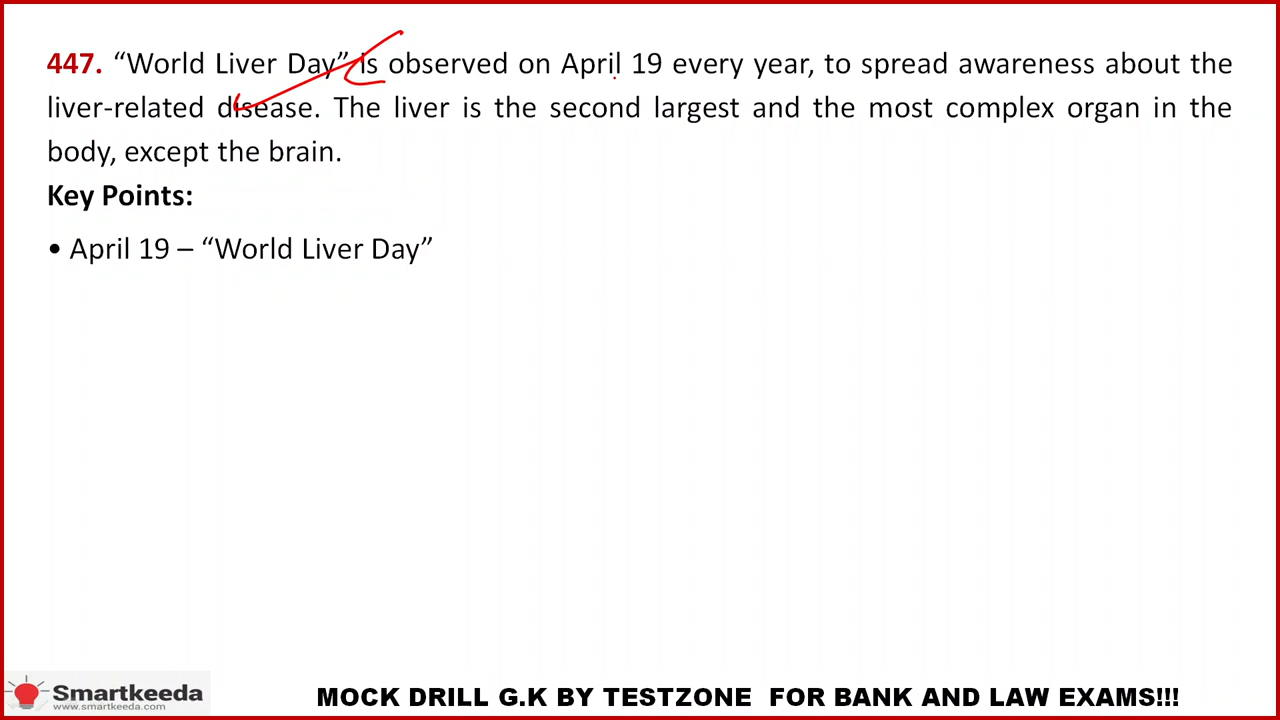 447. “World Liver Day” is observed on April 19 every year, to spread awareness about the
liver-related disease. The liver is the second largest and the most complex organ in the
body, except the brain.
Key Points:
• April 19 – “World Liver Day”
Smartkeeda
www.smartkeeda.com
MOCK DRILL G.K BY TESTZONE FOR BANK AND LAW EXAMS!!!